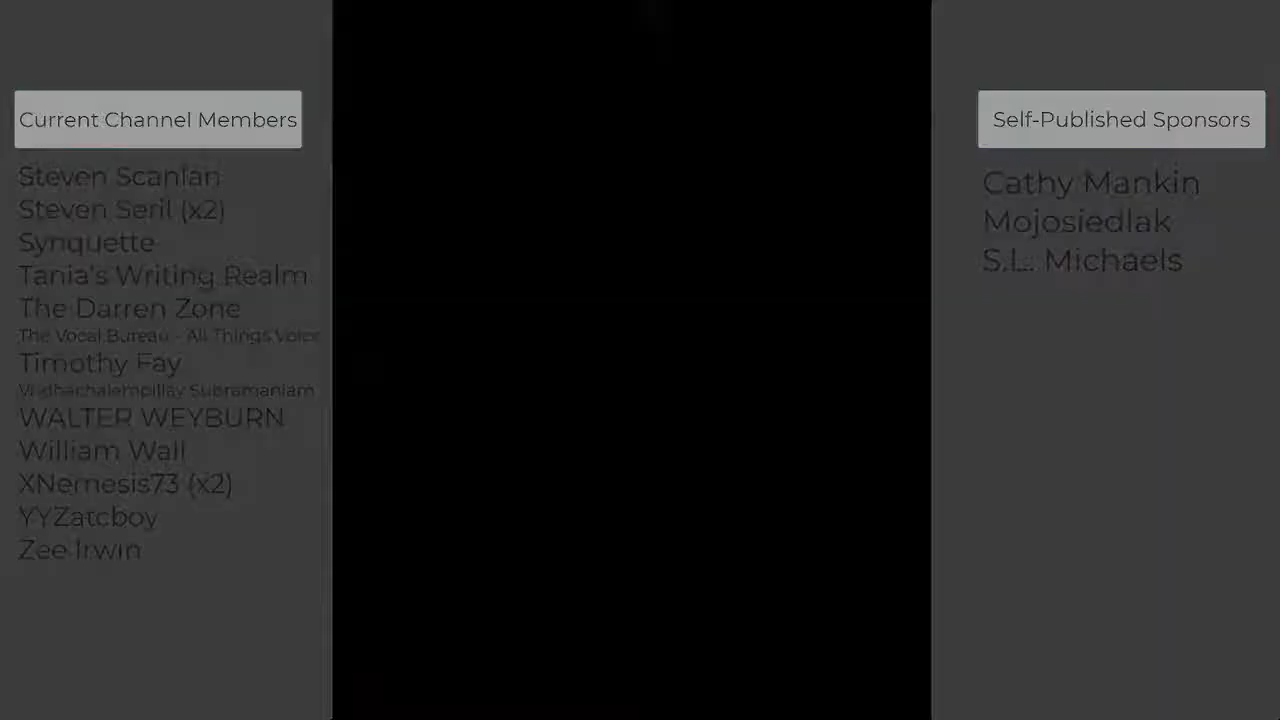 Current Channel Members
Steven Scanlan
Steven Seril (x2)
Synquette
Tania's Writing Realm
The Darren Zone
The Vocal Bureau - All Things Voice
Timothy Fay
Subramaniam
WALTER WEYBURN
William Wall
XNemesis73 (x2)
YYZatcboy
Zee Irwin
Self-Published Sponsors
Cathy Mankin
Mojosiedlak
S.L. Michaels